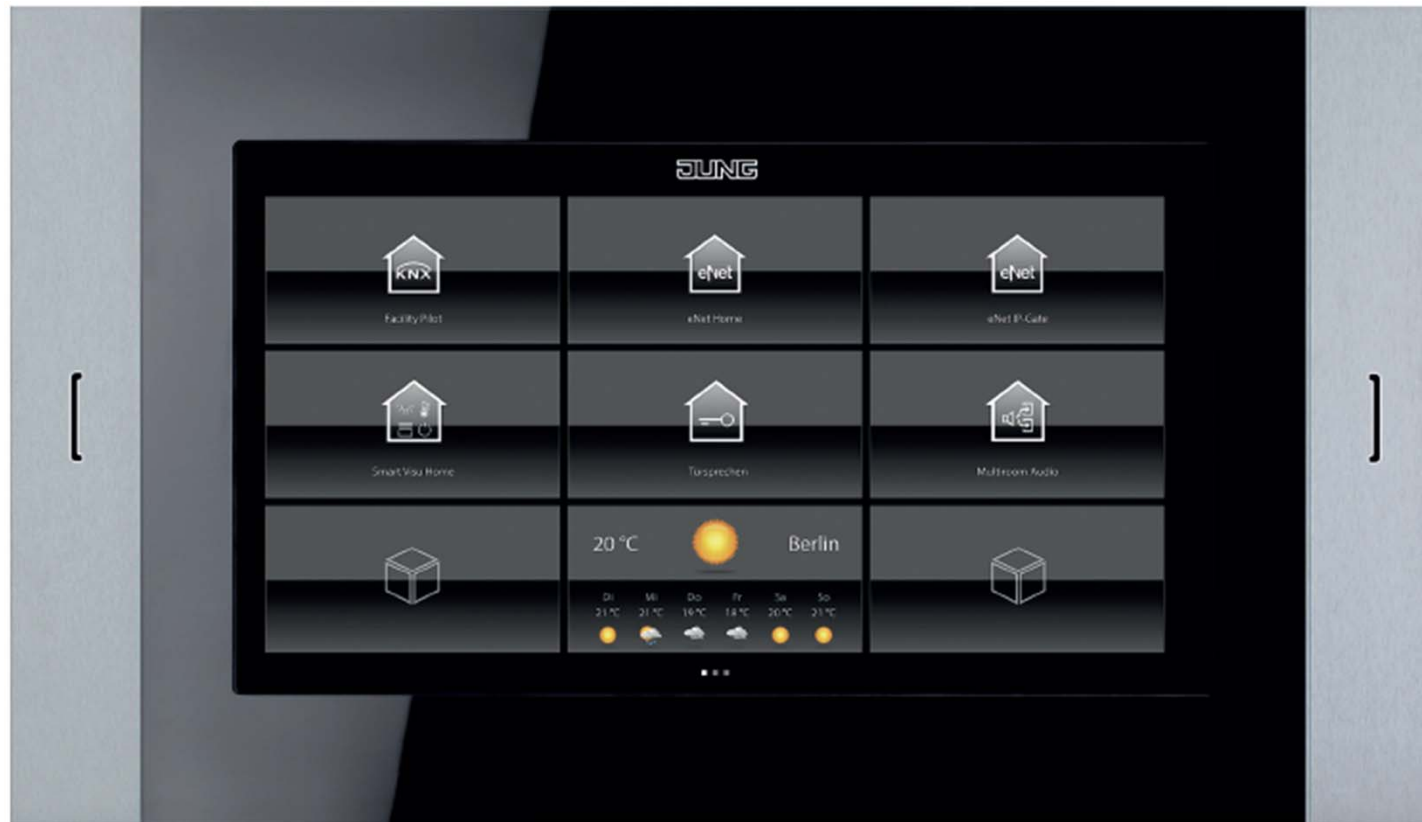 JUNG
KNX
eNet
eNet
Facility Pilot
eNet Home
eNet IP-Gate
Smart Visu Home
Türsprechen
Multiroom Audio
20 °C
Berlin
Di Mi Do Fr Sa So
21 °C 21 °C 19 °C 18 °C 20 °C 21 °C